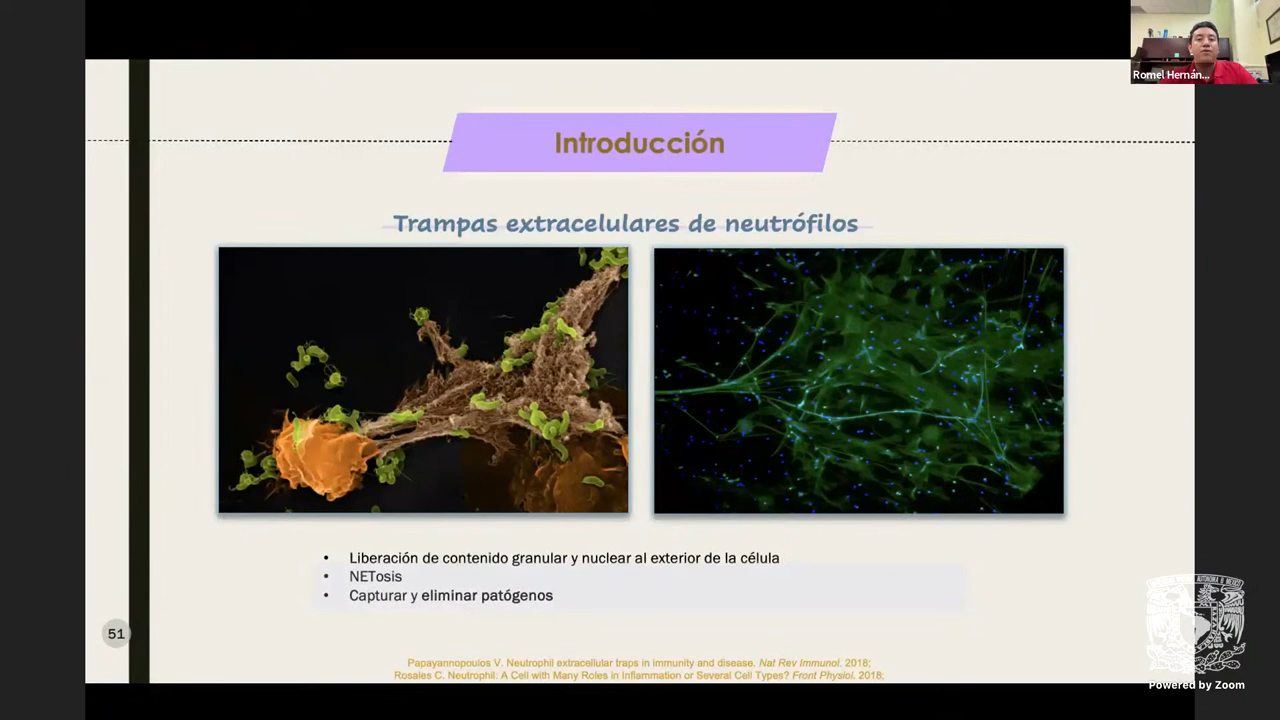 Romel Hernán...
Introducción
Trampas extracelulares de neutrófilos
• Liberación de contenido granular y nuclear al exterior de la célula
• NETosis
• Capturar y eliminar patógenos
51
Papayannopoulos V. Neutrophil extracellular traps in immunity and disease. Nat Rev Immunol. 2018;
Rosales C. Neutrophil: A Cell with Many Roles in Inflammation or Several Cell Types? Front Physiol. 2018;
Powered by Zoom